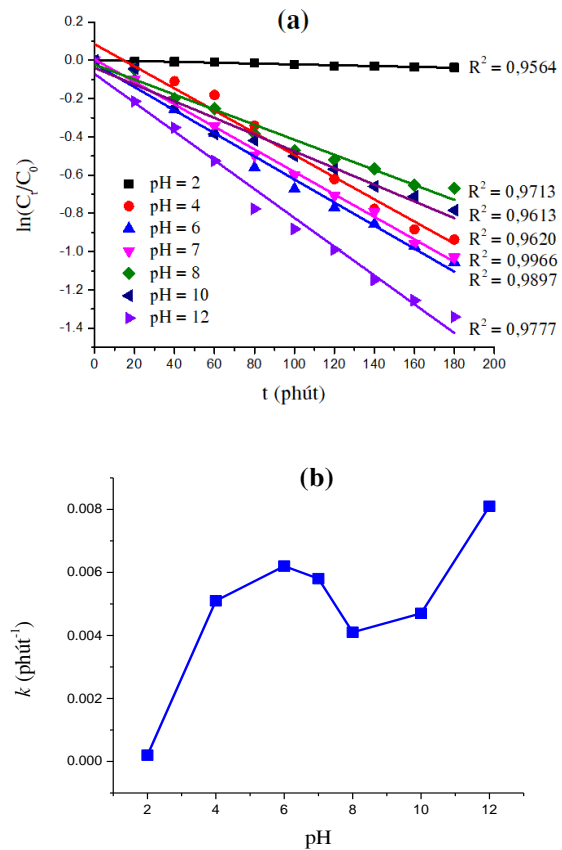 (a)
0.2
0.0
-0.2
-0.4
-0.6
-0.8
-1.0
-1.2
-1.4
ln(Cₜ/C₀)
pH = 2
pH = 4
pH = 6
pH = 7
pH = 8
pH = 10
pH = 12
R² = 0,9564
R² = 0,9713
R² = 0,9613
R² = 0,9620
R² = 0,9966
R² = 0,9897
R² = 0,9777
0 20 40 60 80 100 120 140 160 180 200
t (phút)
(b)
0.008
0.006
0.004
0.002
0.000
k (phút⁻¹)
2 4 6 8 10 12
pH